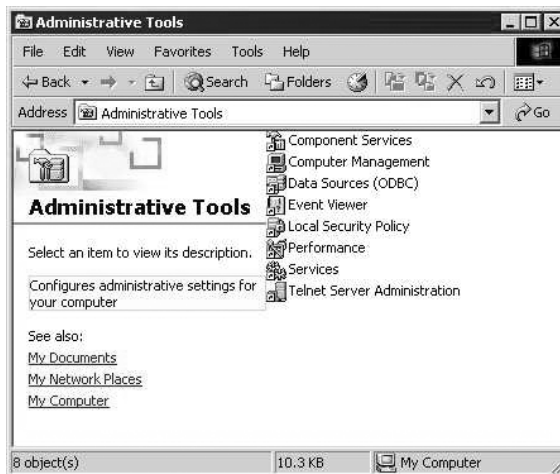 Administrative Tools
File Edit View Favorites Tools Help
Back Search Folders
Address Administrative Tools Go
Administrative Tools
Select an item to view its description.
Configures administrative settings for
your computer
See also:
My Documents
My Network Places
My Computer
Component Services
Computer Management
Data Sources (ODBC)
Event Viewer
Local Security Policy
Performance
Services
Telnet Server Administration
8 object(s) 10.3 KB My Computer